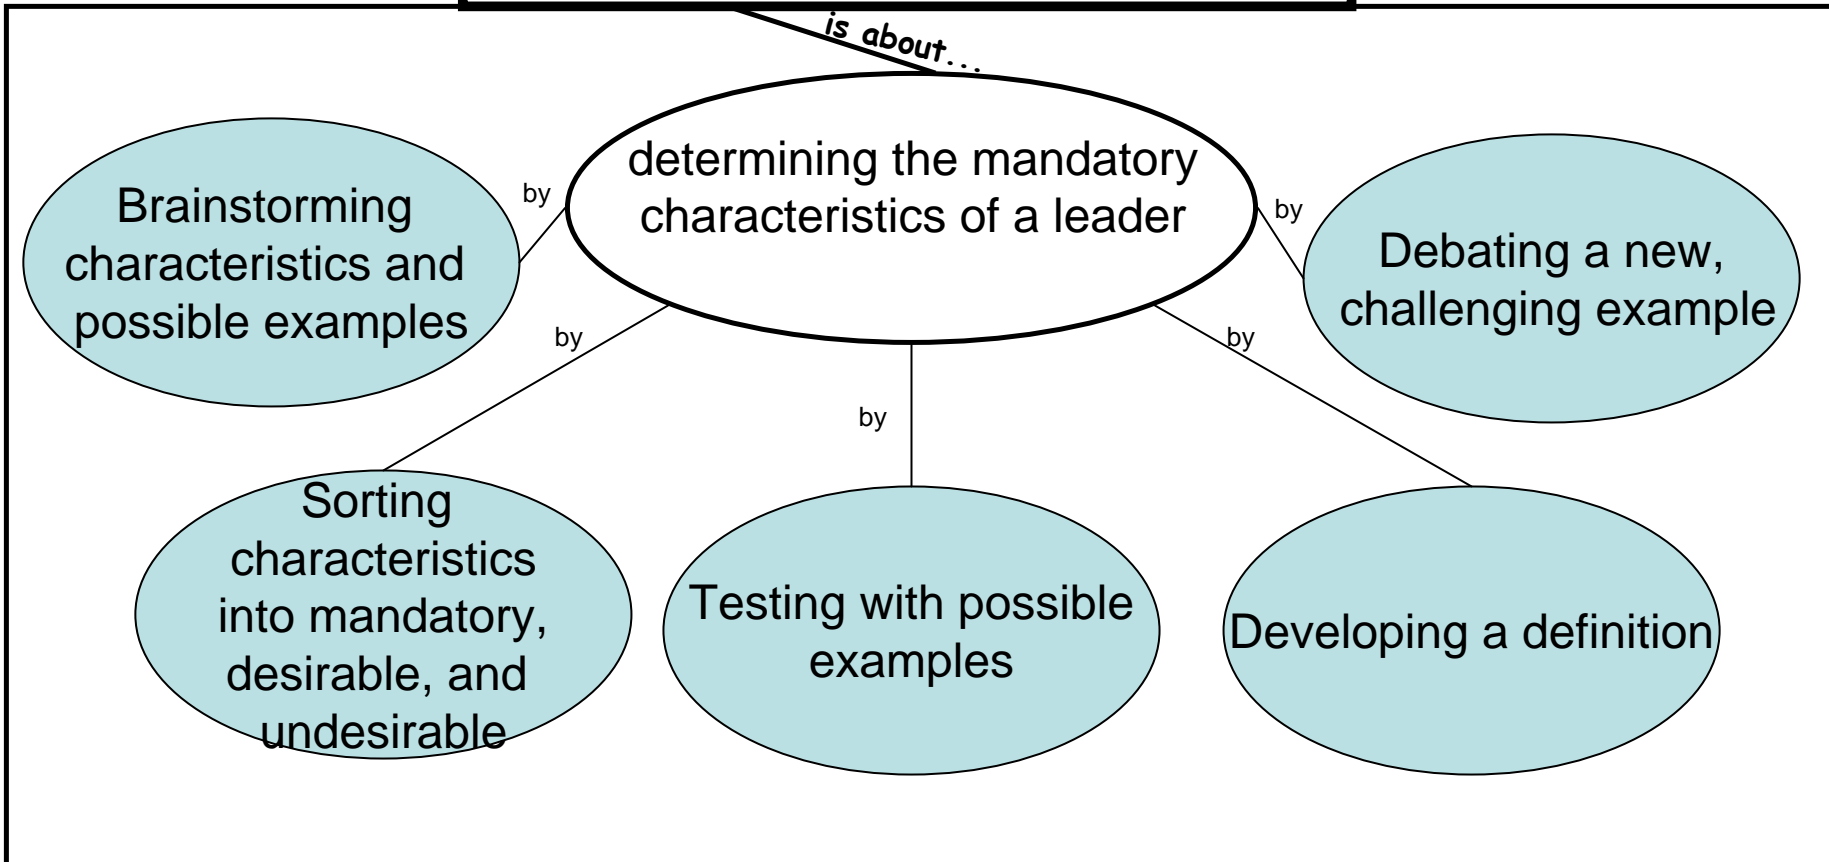 is about...
determining the mandatory
characteristics of a leader
by
Brainstorming
characteristics and
possible examples
by
Sorting
characteristics
into mandatory,
desirable, and
undesirable
by
Testing with possible
examples
by
Developing a definition
by
Debating a new,
challenging example